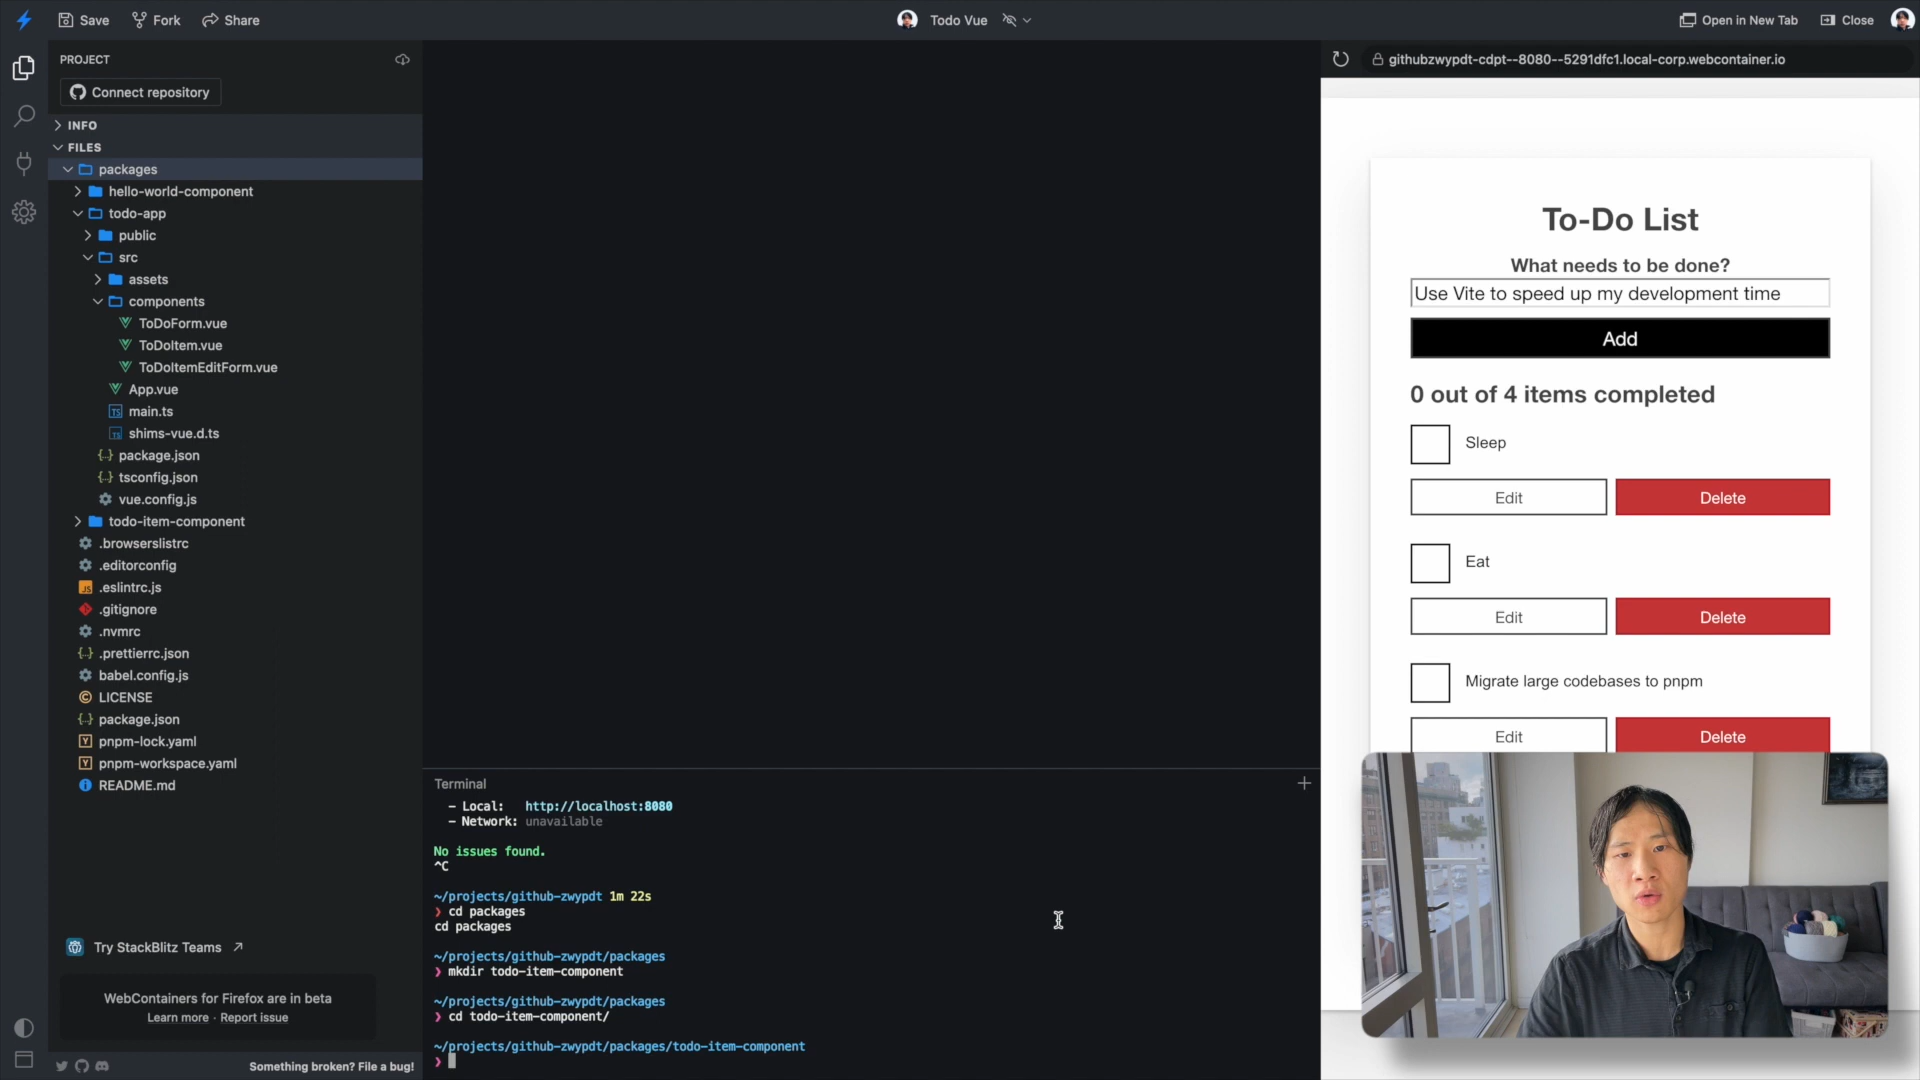 Save
Fork
Share
Todo Vue
Open in New Tab
Close
PROJECT
Connect repository
INFO
FILES
packages
hello-world-component
todo-app
public
src
assets
components
ToDoForm.vue
ToDoItem.vue
ToDoItemEditForm.vue
App.vue
TS main.ts
TS shims-vue.d.ts
{..} package.json
{..} tsconfig.json
vue.config.js
todo-item-component
.browserslistrc
.editorconfig
JS .eslintrc.js
.gitignore
.nvmrc
{..} .prettierrc.json
babel.config.js
LICENSE
{..} package.json
Y pnpm-lock.yaml
Y pnpm-workspace.yaml
README.md
Try StackBlitz Teams ↗
WebContainers for Firefox are in beta
Learn more · Report issue
Something broken? File a bug!
Terminal
- Local: http://localhost:8080
- Network: unavailable
No issues found.
^C
~/projects/github-zwypdt 1m 22s
❯ cd packages
cd packages
~/projects/github-zwypdt/packages
❯ mkdir todo-item-component
~/projects/github-zwypdt/packages
❯ cd todo-item-component/
~/projects/github-zwypdt/packages/todo-item-component
❯
githubzwypdt-cdpt--8080--5291dfc1.local-corp.webcontainer.io
To-Do List
What needs to be done?
Use Vite to speed up my development time
Add
0 out of 4 items completed
Sleep
Edit Delete
Eat
Edit Delete
Migrate large codebases to pnpm
Edit Delete